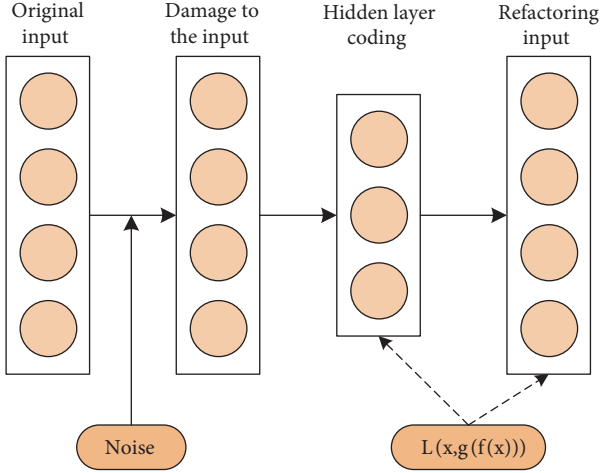 Original
input
Damage to
the input
Hidden layer
coding
Refactoring
input
Noise
L(x,g(f(x)))